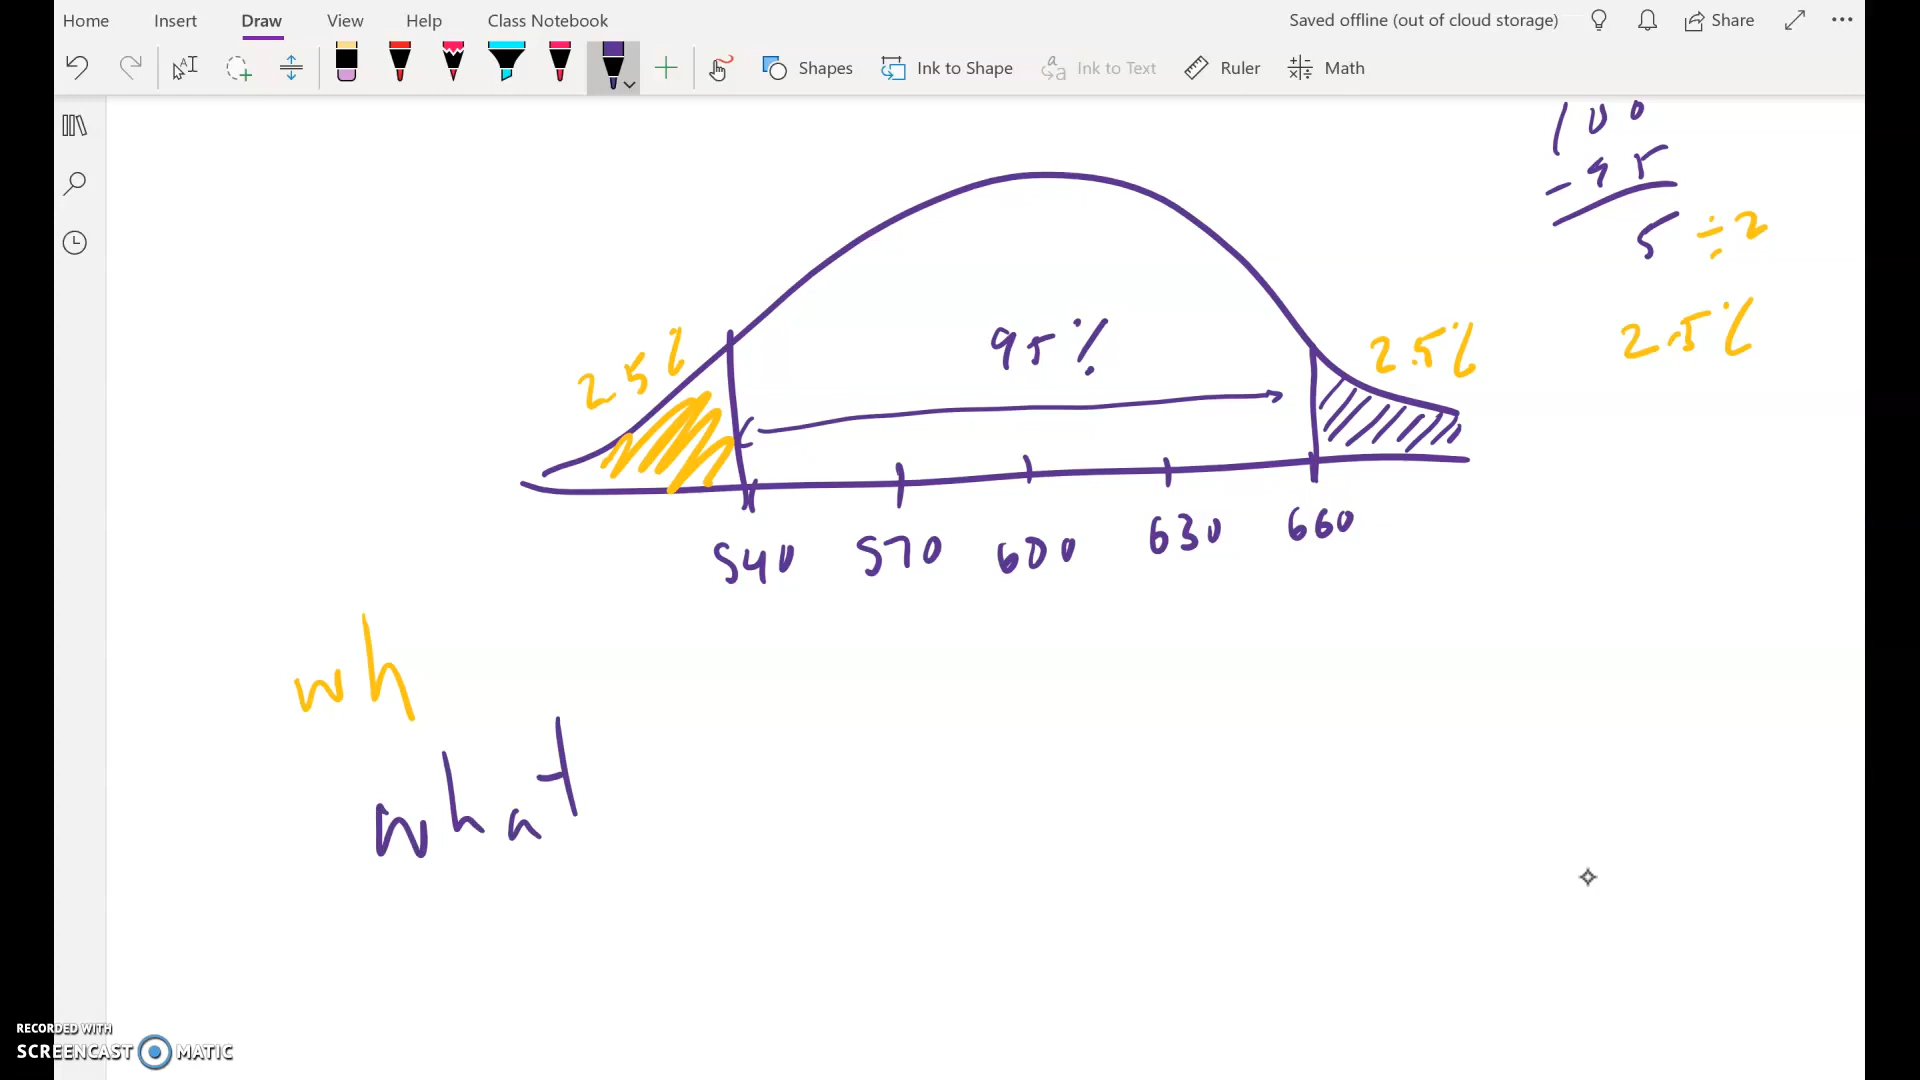 Home Insert Draw View Help Class Notebook Saved offline (out of cloud storage) Share
Shapes Ink to Shape Ink to Text Ruler Math
100
- 95
5 ÷ 2
2.5%
95%
25%
2.5%
540 570 600 630 660
wh
what
RECORDED WITH
SCREENCAST MATIC